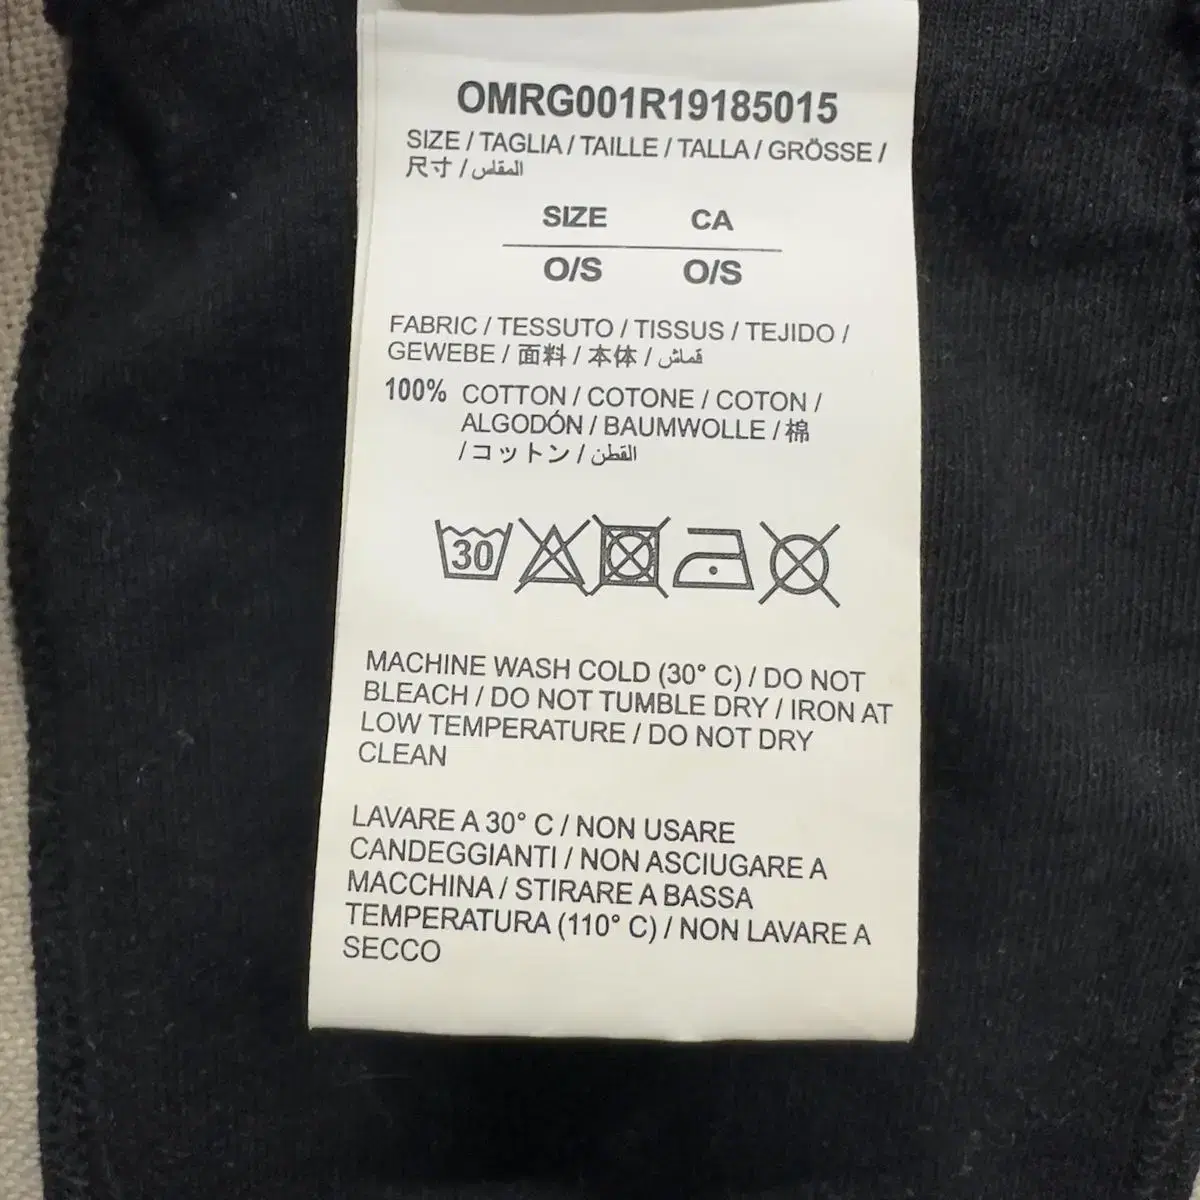 OMRG001R19185015
SIZE / TAGLIA / TAILLE / TALLA / GRÖSSE /
尺寸 / المقاس
SIZE CA
O/S O/S
FABRIC / TESSUTO / TISSUS / TEJIDO /
GEWEBE / 面料 / 本体 / قماش
100% COTTON / COTONE / COTON /
ALGODÓN / BAUMWOLLE / 棉
/ コットン / القطن
30
MACHINE WASH COLD (30° C) / DO NOT
BLEACH / DO NOT TUMBLE DRY / IRON AT
LOW TEMPERATURE / DO NOT DRY
CLEAN
LAVARE A 30° C / NON USARE
CANDEGGIANTI / NON ASCIUGARE A
MACCHINA / STIRARE A BASSA
TEMPERATURA (110° C) / NON LAVARE A
SECCO